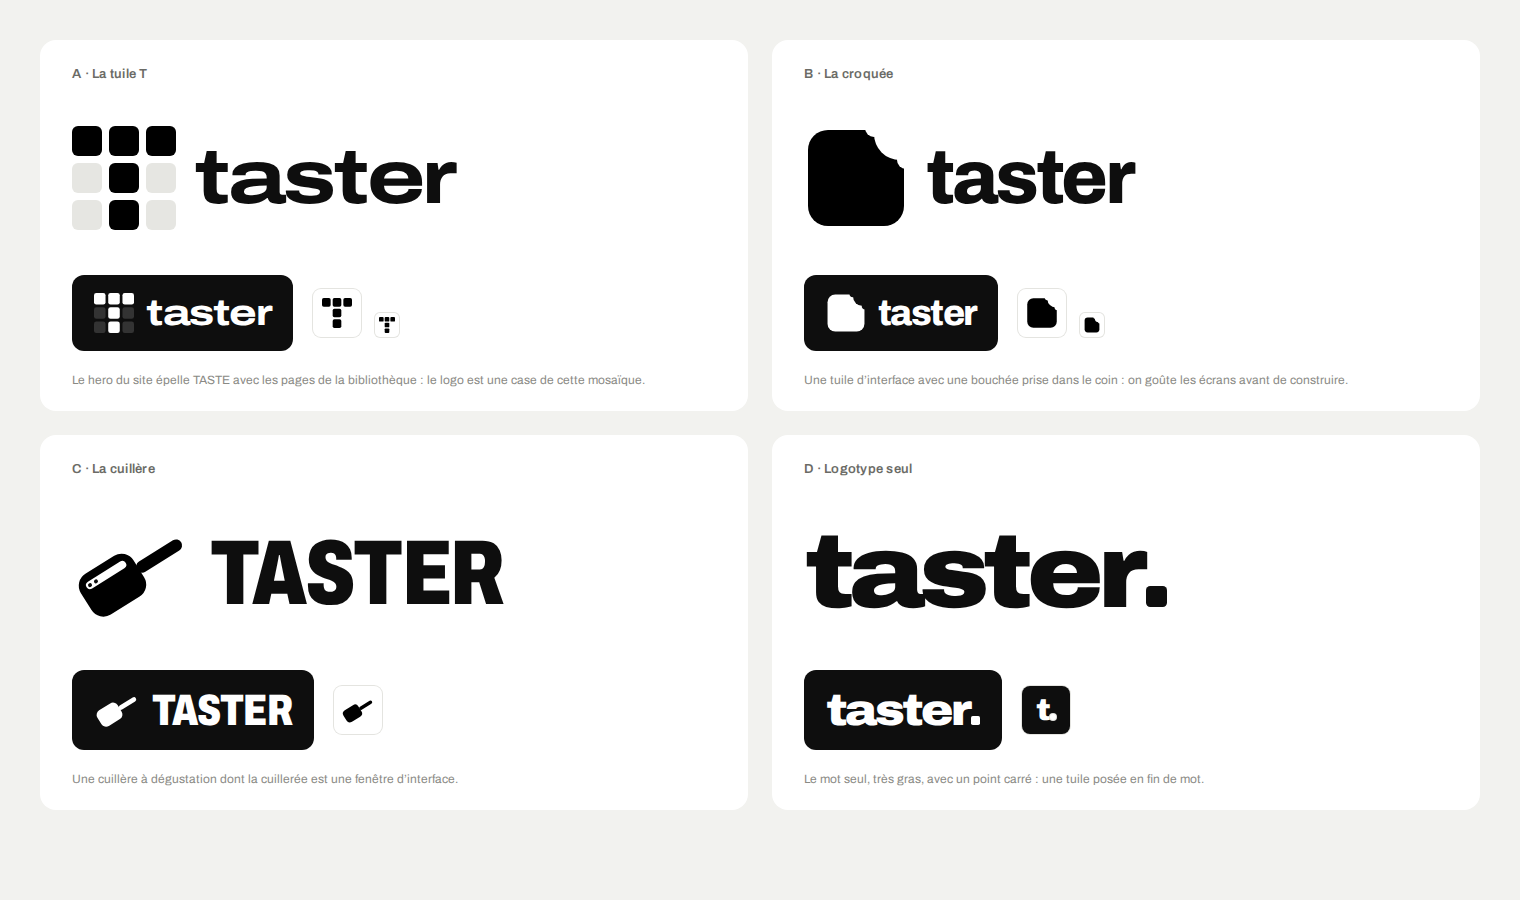 A · La tuile T
taster
taster
Le hero du site épelle TASTE avec les pages de la bibliothèque : le logo est une case de cette mosaïque.
B · La croquée
taster
taster
Une tuile d’interface avec une bouchée prise dans le coin : on goûte les écrans avant de construire.
C · La cuillère
TASTER
TASTER
Une cuillère à dégustation dont la cuillerée est une fenêtre d’interface.
D · Logotype seul
taster.
taster.
t.
Le mot seul, très gras, avec un point carré : une tuile posée en fin de mot.